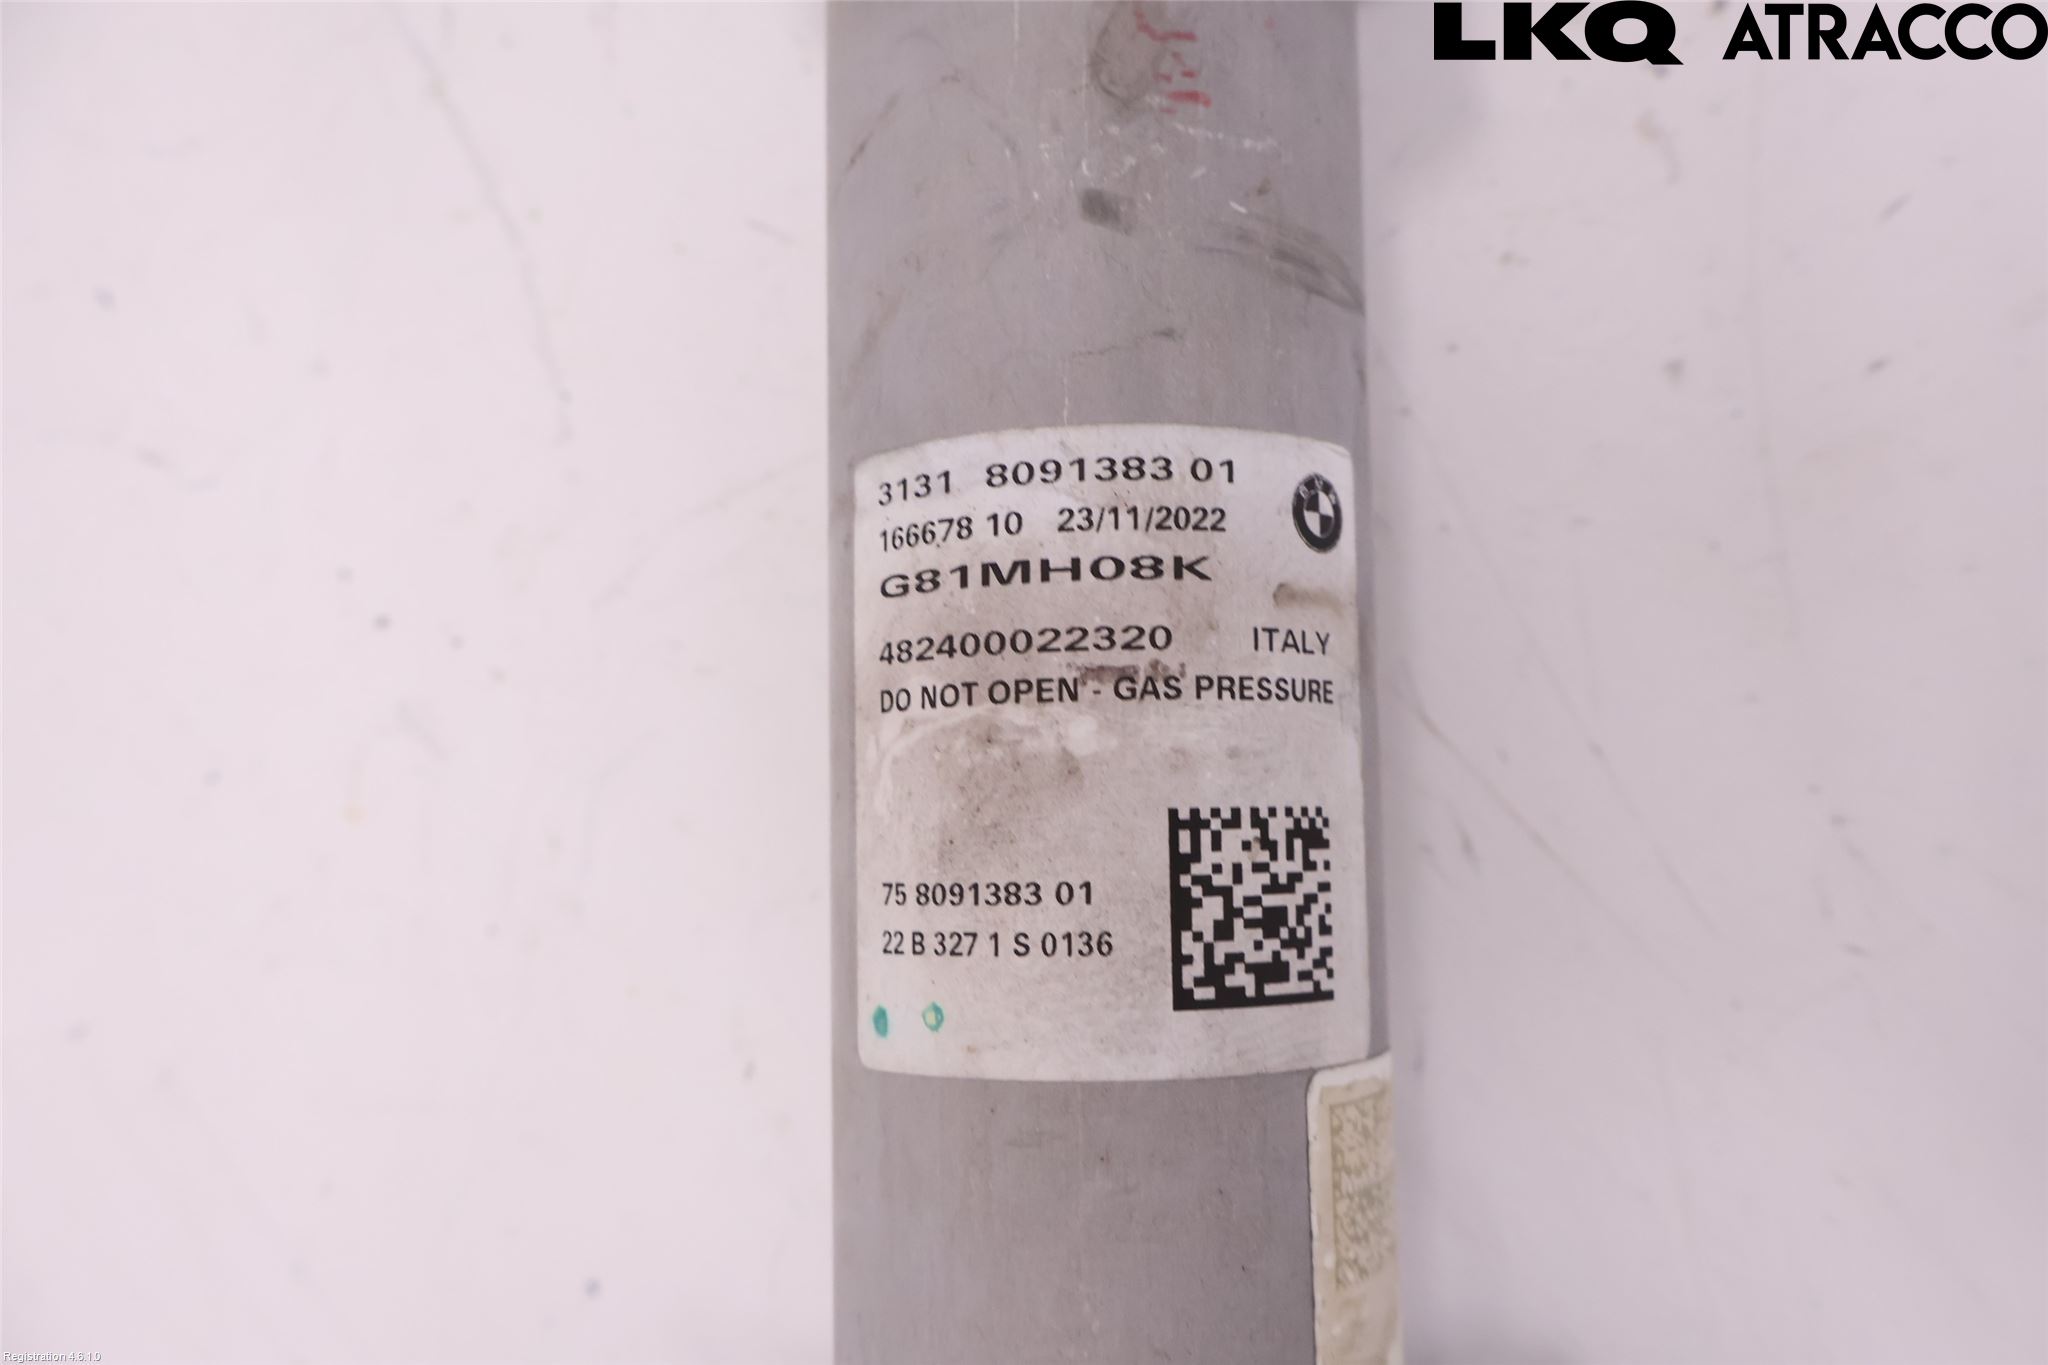 LKQ ATRACCO
3131 8091383 01
166678 10 23/11/2022
BMW
G81MH08K
482400022320 ITALY
DO NOT OPEN - GAS PRESSURE
75 8091383 01
22 B 327 1 S 0136
Registration 4.6.1.0